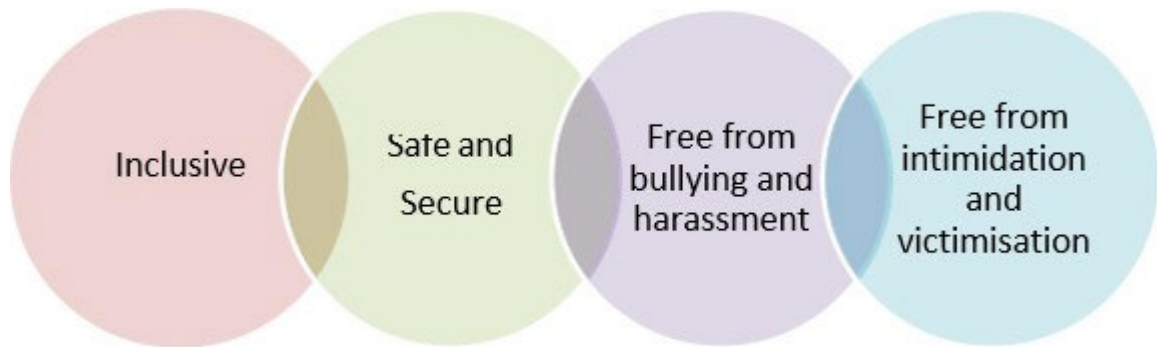 Inclusive
Safe and
Secure
Free from
bullying and
harassment
Free from
intimidation
and
victimisation